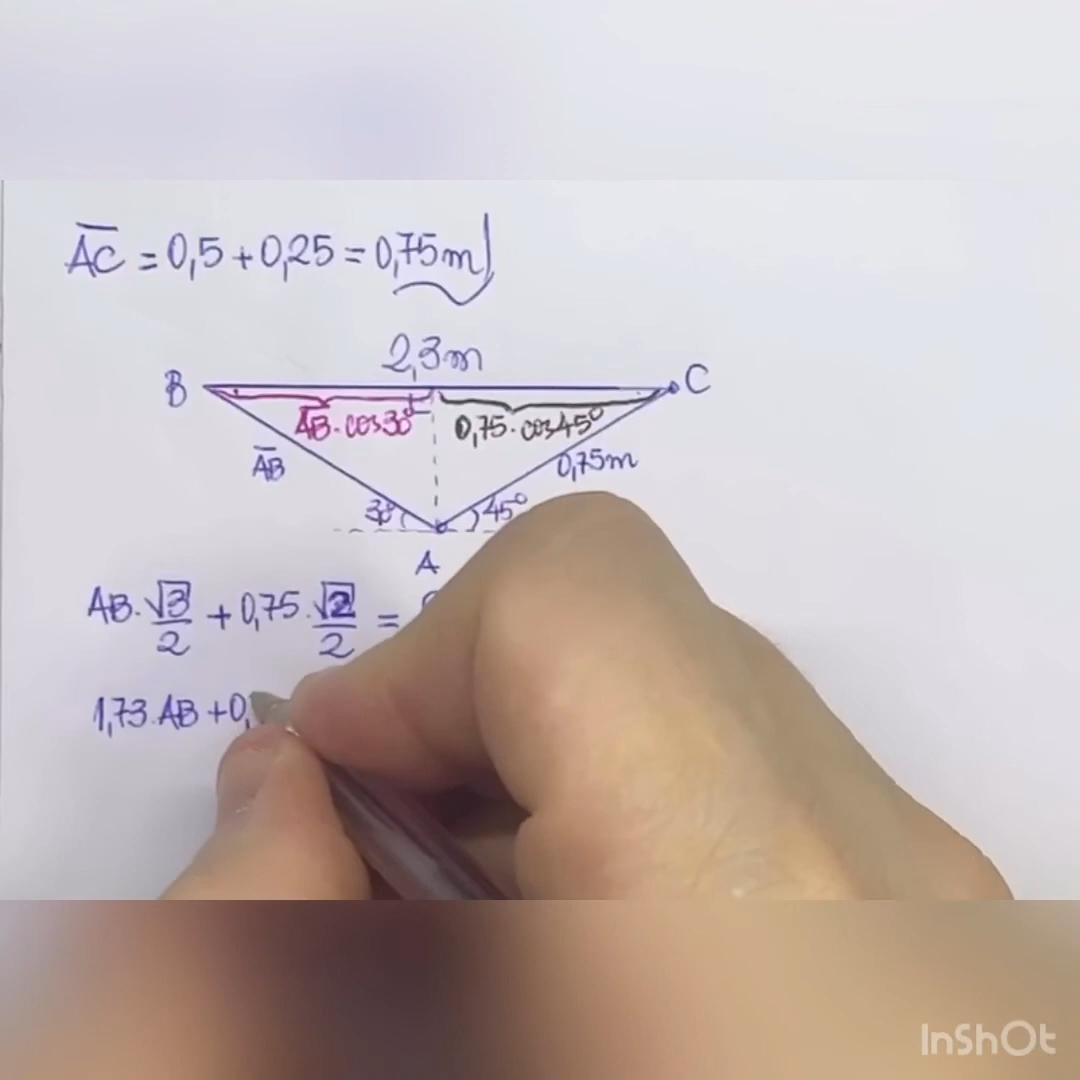 AC = 0,5 + 0,25 = 0,75m
2,3m
B
C
AB · cos30°
0,75 · cos45°
AB
0,75m
30°
45°
A
AB · √3/2 + 0,75 · √2/2 =
1,73 · AB + 0,
InShOt